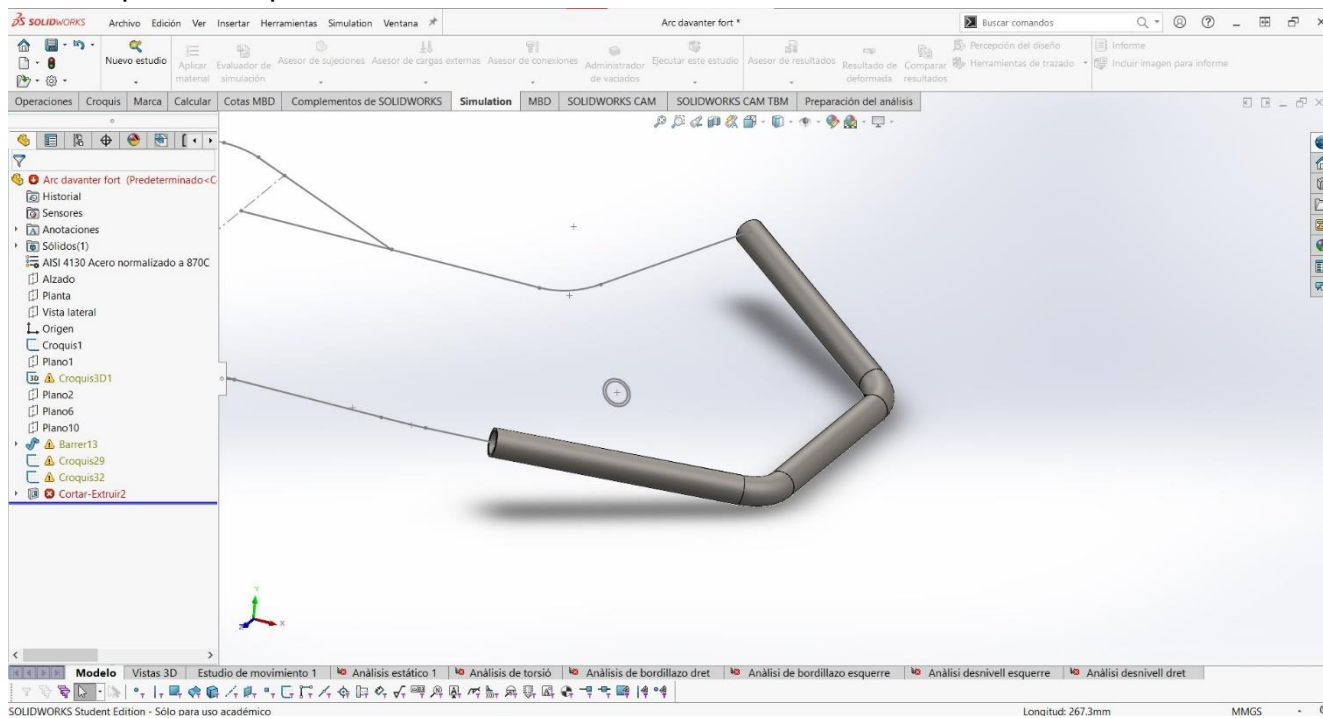 SOLIDWORKS Archivo Edición Ver Insertar Herramientas Simulation Ventana
Arc davanter fort *
Buscar comandos
Nuevo estudio
Aplicar material
Evaluador de simulación
Asesor de sujeciones
Asesor de cargas externas
Asesor de conexiones
Administrador de vaciados
Ejecutar este estudio
Asesor de resultados
Resultado de deformada
Comparar resultados
Percepción del diseño
Herramientas de trazado
Informe
Incluir imagen para informe
Operaciones Croquis Marca Calcular Cotas MBD Complementos de SOLIDWORKS Simulation MBD SOLIDWORKS CAM SOLIDWORKS CAM TBM Preparación del análisis
Arc davanter fort (Predeterminado<C
Historial
Sensores
Anotaciones
Sólidos(1)
AISI 4130 Acero normalizado a 870C
Alzado
Planta
Vista lateral
Origen
Croquis1
Plano1
3D Croquis3D1
Plano2
Plano6
Plano10
Barrer13
Croquis29
Croquis32
Cortar-Extruir2
Y
X
Z
Modelo Vistas 3D Estudio de movimiento 1 Anàlisis estático 1 Anàlisis de torsió Anàlisis de bordillazo dret Anàlisi de bordillazo esquerre Anàlisi desnivell esquerre Anàlisi desnivell dret
SOLIDWORKS Student Edition - Sólo para uso académico
Longitud: 267.3mm
MMGS